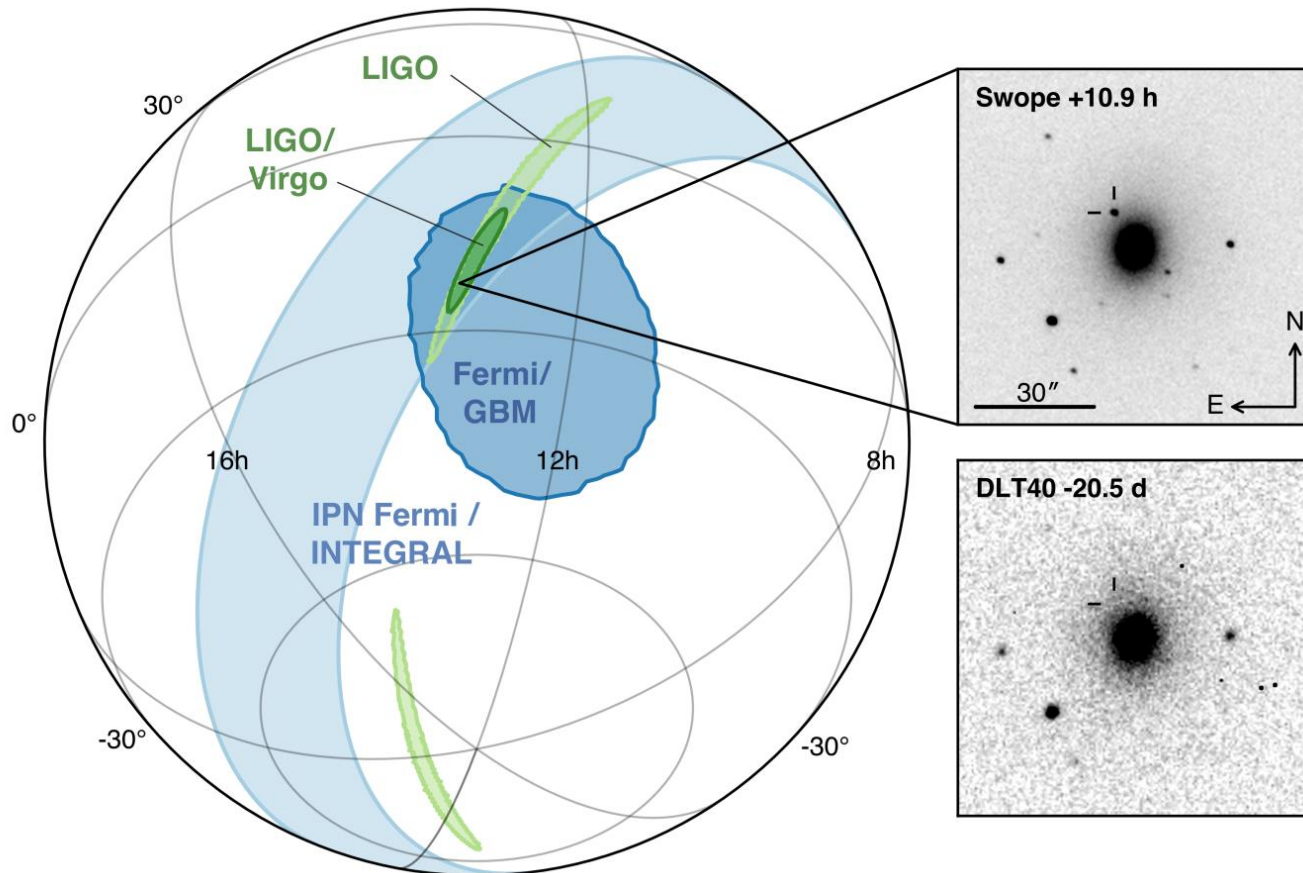 LIGO
30°
LIGO/
Virgo
Fermi/
GBM
0°
16h
12h
8h
IPN Fermi /
INTEGRAL
-30°
-30°
Swope +10.9 h
N
30″
E
DLT40 -20.5 d